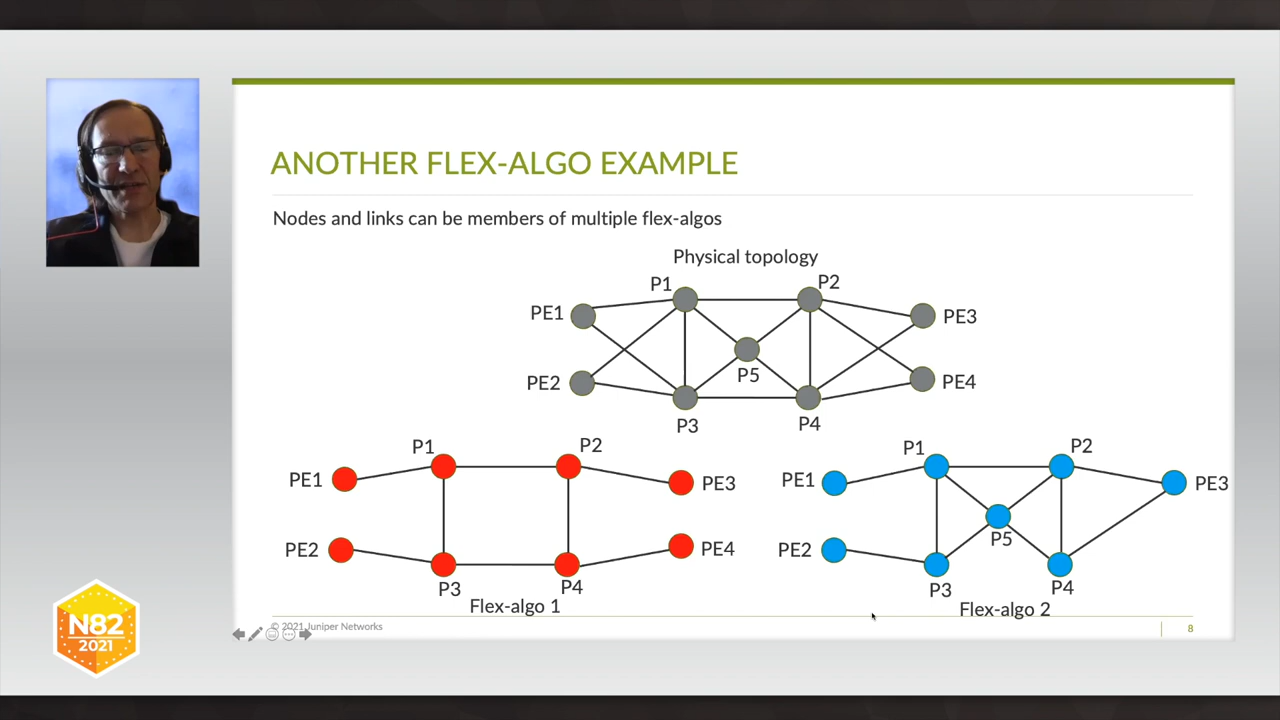 ANOTHER FLEX-ALGO EXAMPLE
Nodes and links can be members of multiple flex-algos
Physical topology
P1
P2
PE1
PE3
P5
PE2
PE4
P3
P4
P1
P2
PE1
PE3
PE2
PE4
P3
P4
Flex-algo 1
P1
P2
PE1
PE3
P5
PE2
P3
P4
Flex-algo 2
© 2021 Juniper Networks
8
N82
2021